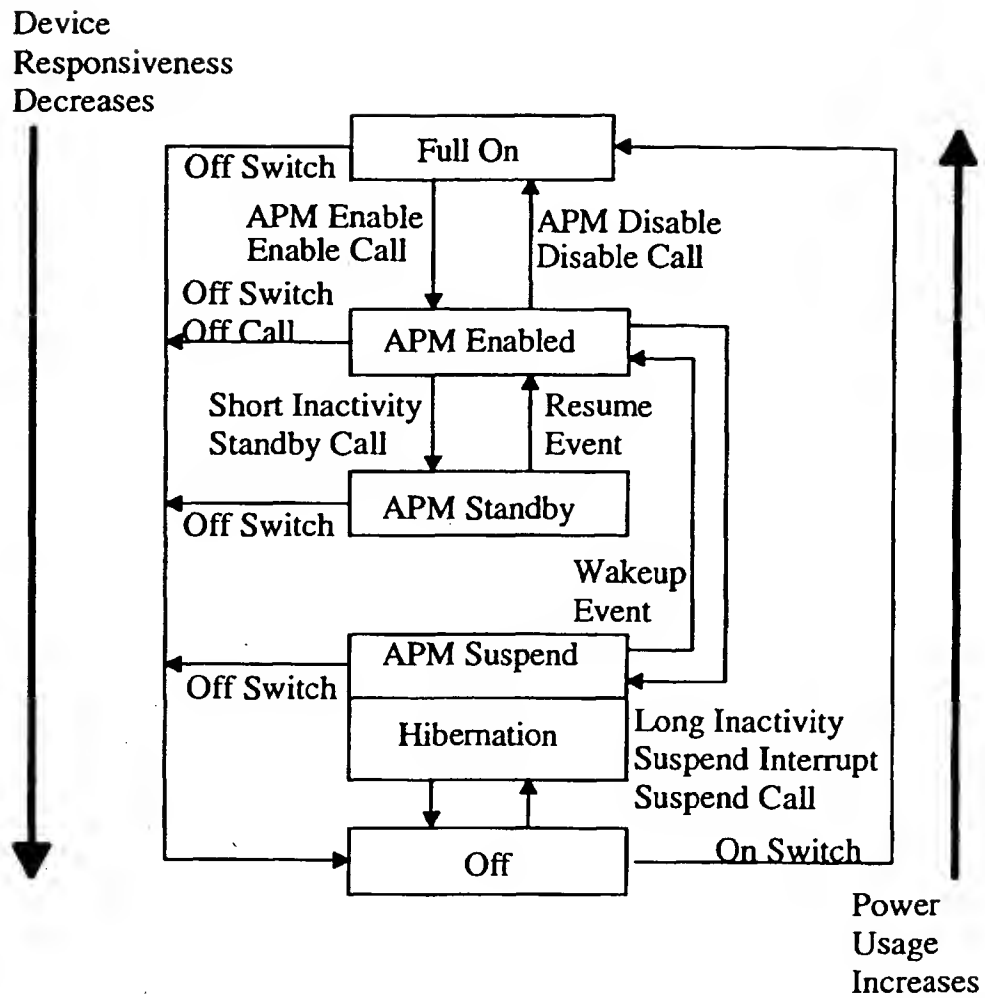 Device
Responsiveness
Decreases
Full On
Off Switch
APM Enable
Enable Call
APM Disable
Disable Call
Off Switch
Off Call
APM Enabled
Short Inactivity
Standby Call
Resume
Event
APM Standby
Off Switch
Wakeup
Event
APM Suspend
Off Switch
Hibernation
Long Inactivity
Suspend Interrupt
Suspend Call
Off
On Switch
Power
Usage
Increases